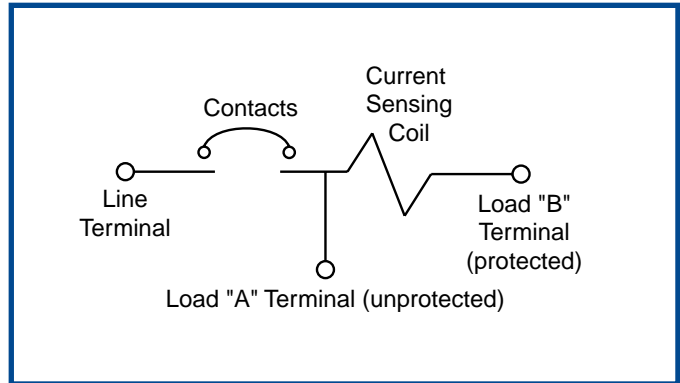 Contacts
Current
Sensing
Coil
Line
Terminal
Load "B"
Terminal
(protected)
Load "A" Terminal (unprotected)